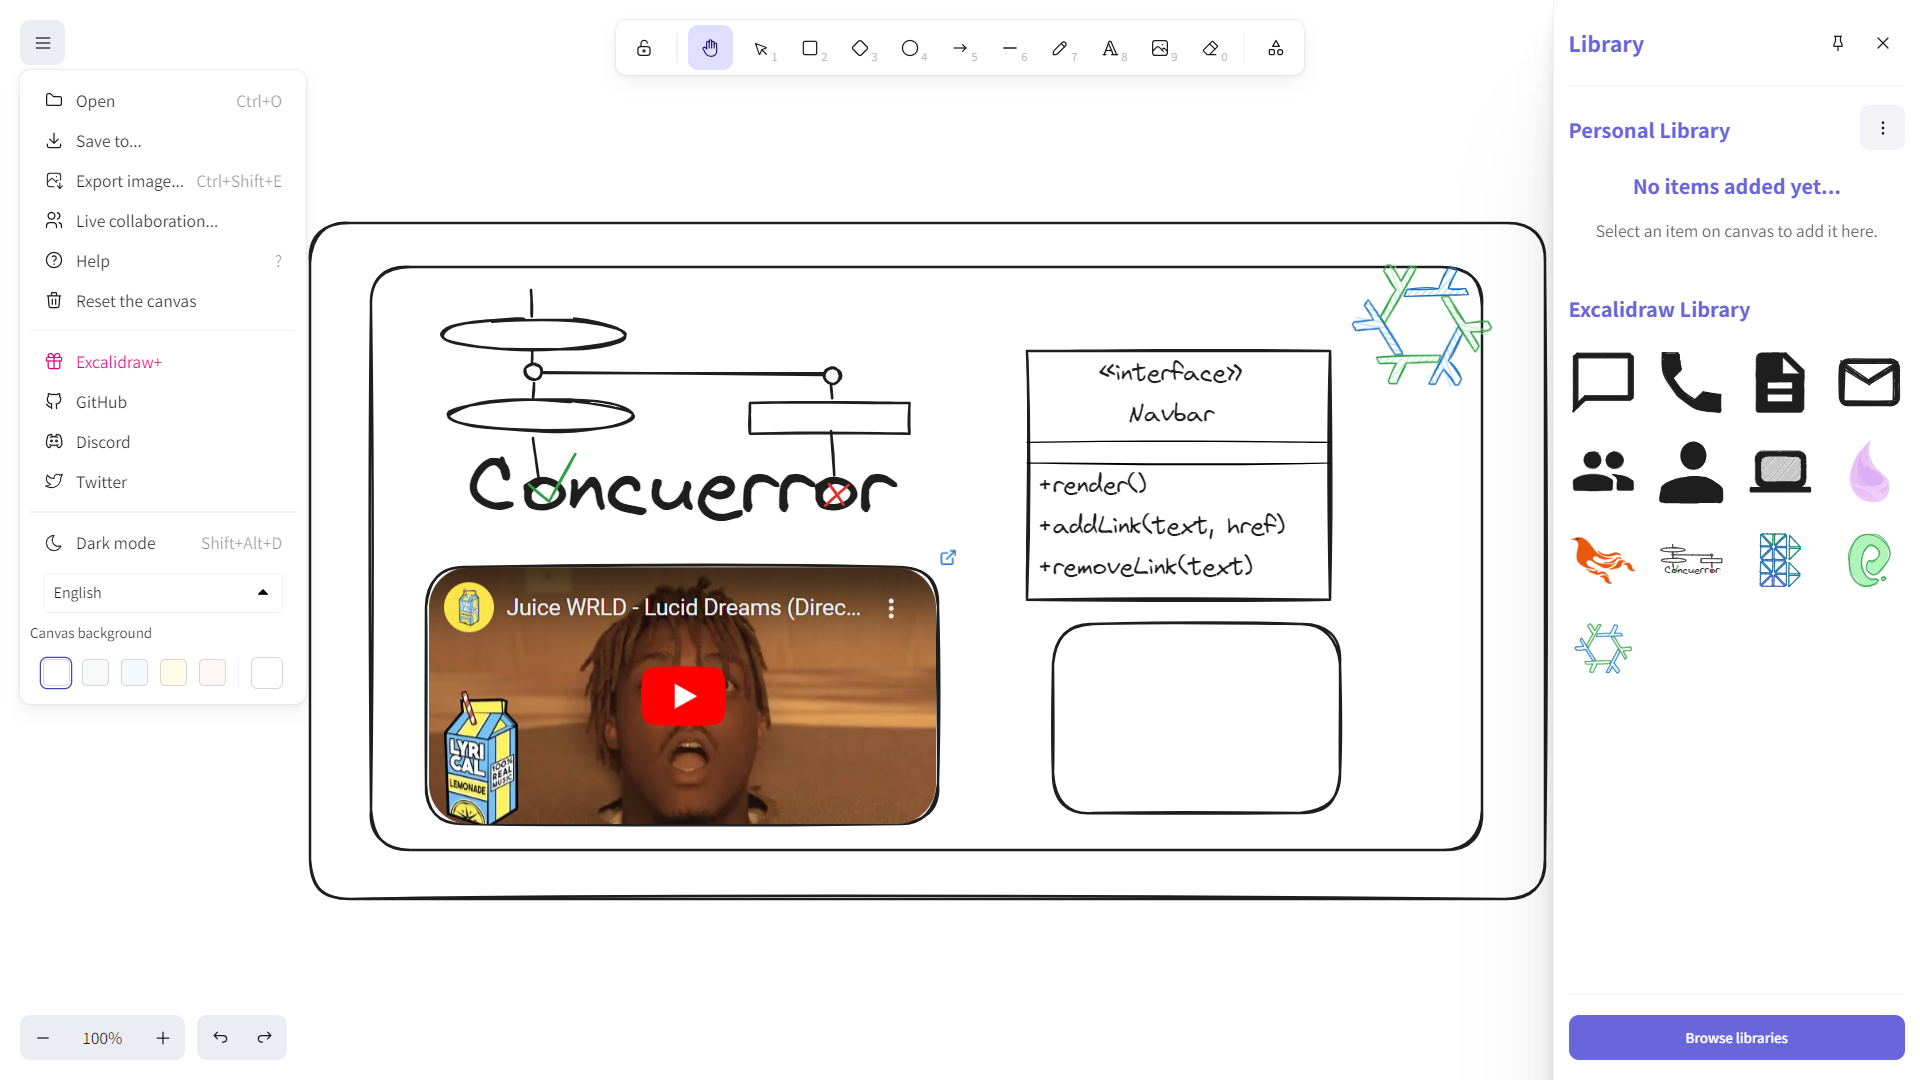 1
2
3
4
5
6
7
8
9
0
Library
Open Ctrl+O
Save to...
Export image... Ctrl+Shift+E
Live collaboration...
Help ?
Reset the canvas
Excalidraw+
GitHub
Discord
Twitter
Dark mode Shift+Alt+D
English
Canvas background
100%
Concuerror
Juice WRLD - Lucid Dreams (Direc...
LYRI
CAL
LEMONADE
100%
REAL
MUSIC
«interface»
Navbar
+render()
+addLink(text, href)
+removeLink(text)
Personal Library
No items added yet...
Select an item on canvas to add it here.
Excalidraw Library
Concuerror
Browse libraries